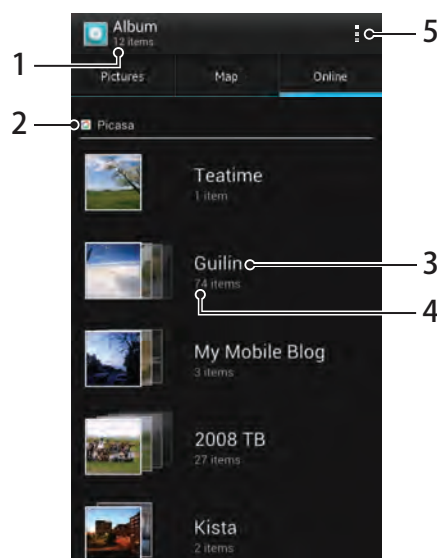 Album
12 items
5
1
Pictures Map Online
2
Picasa
Teatime
1 item
Guilin
3
74 items
4
My Mobile Blog
3 items
2008 TB
27 items
Kista
2 items